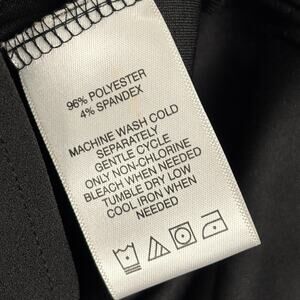 96% POLYESTER
4% SPANDEX
MACHINE WASH COLD
SEPARATELY
GENTLE CYCLE
ONLY NON-CHLORINE
BLEACH WHEN NEEDED
TUMBLE DRY LOW
COOL IRON WHEN
NEEDED